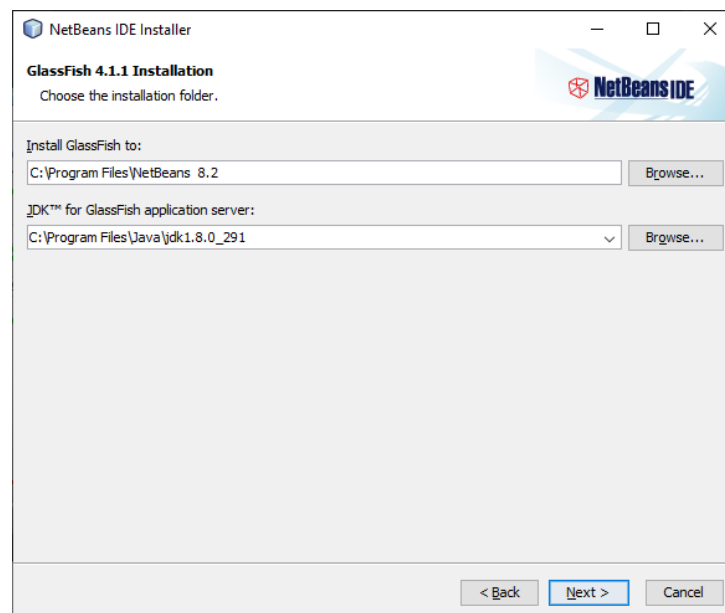 NetBeans IDE Installer
GlassFish 4.1.1 Installation
Choose the installation folder.
NetBeans IDE
Install GlassFish to:
C:\Program Files\NetBeans 8.2
Browse...
JDK™ for GlassFish application server:
C:\Program Files\Java\jdk1.8.0_291
Browse...
< Back
Next >
Cancel